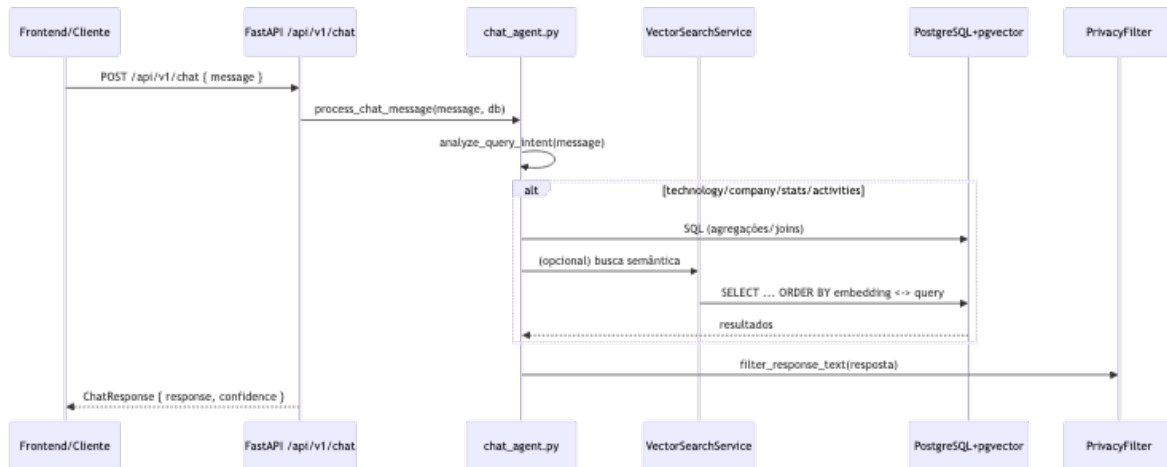 Frontend/Cliente
FastAPI /api/v1/chat
chat_agent.py
VectorSearchService
PostgreSQL+pgvector
PrivacyFilter
POST /api/v1/chat { message }
process_chat_message(message, db)
analyze_query_intent(message)
alt
[technology/company/stats/activities]
SQL (agregações/joins)
(opcional) busca semântica
SELECT ... ORDER BY embedding <-> query
resultados
filter_response_text(resposta)
ChatResponse { response, confidence }
Frontend/Cliente
FastAPI /api/v1/chat
chat_agent.py
VectorSearchService
PostgreSQL+pgvector
PrivacyFilter